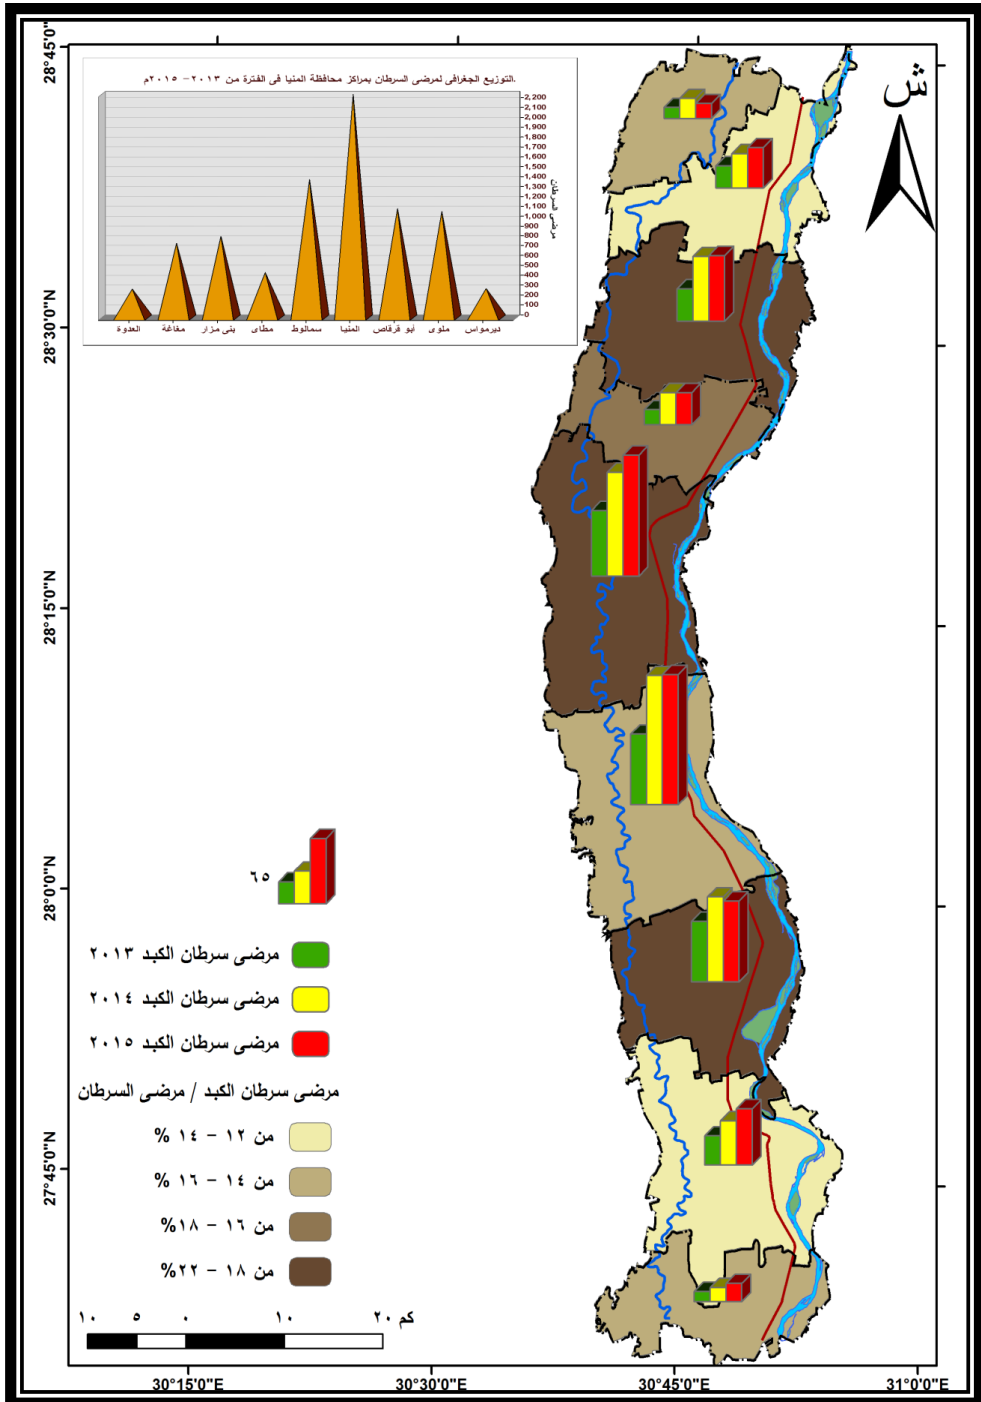 28°45'0"N
28°30'0"N
28°15'0"N
28°0'0"N
27°45'0"N
التوزيع الجغرافى لمرضى السرطان بمراكز محافظة المنيا فى الفترة من ٢٠١٣- ٢٠١٥م.
2,200
2,100
2,000
1,900
1,800
1,700
1,600
1,500
1,400
1,300
1,200
1,100
1,000
900
800
700
600
500
400
300
200
100
0
مرضى السرطان
ديرمواس
ملوى
أبو قرقاص
المنيا
سمالوط
مطاى
بنى مزار
مغاغة
العدوة
ش
٦٥
مرضى سرطان الكبد ٢٠١٣
مرضى سرطان الكبد ٢٠١٤
مرضى سرطان الكبد ٢٠١٥
مرضى سرطان الكبد / مرضى السرطان
من ١٢ - ١٤ %
من ١٤ - ١٦ %
من ١٦ - ١٨%
من ١٨ - ٢٢%
١٠ ٥ ٠ ١٠ ٢٠ كم
30°15'0"E 30°30'0"E 30°45'0"E 31°0'0"E